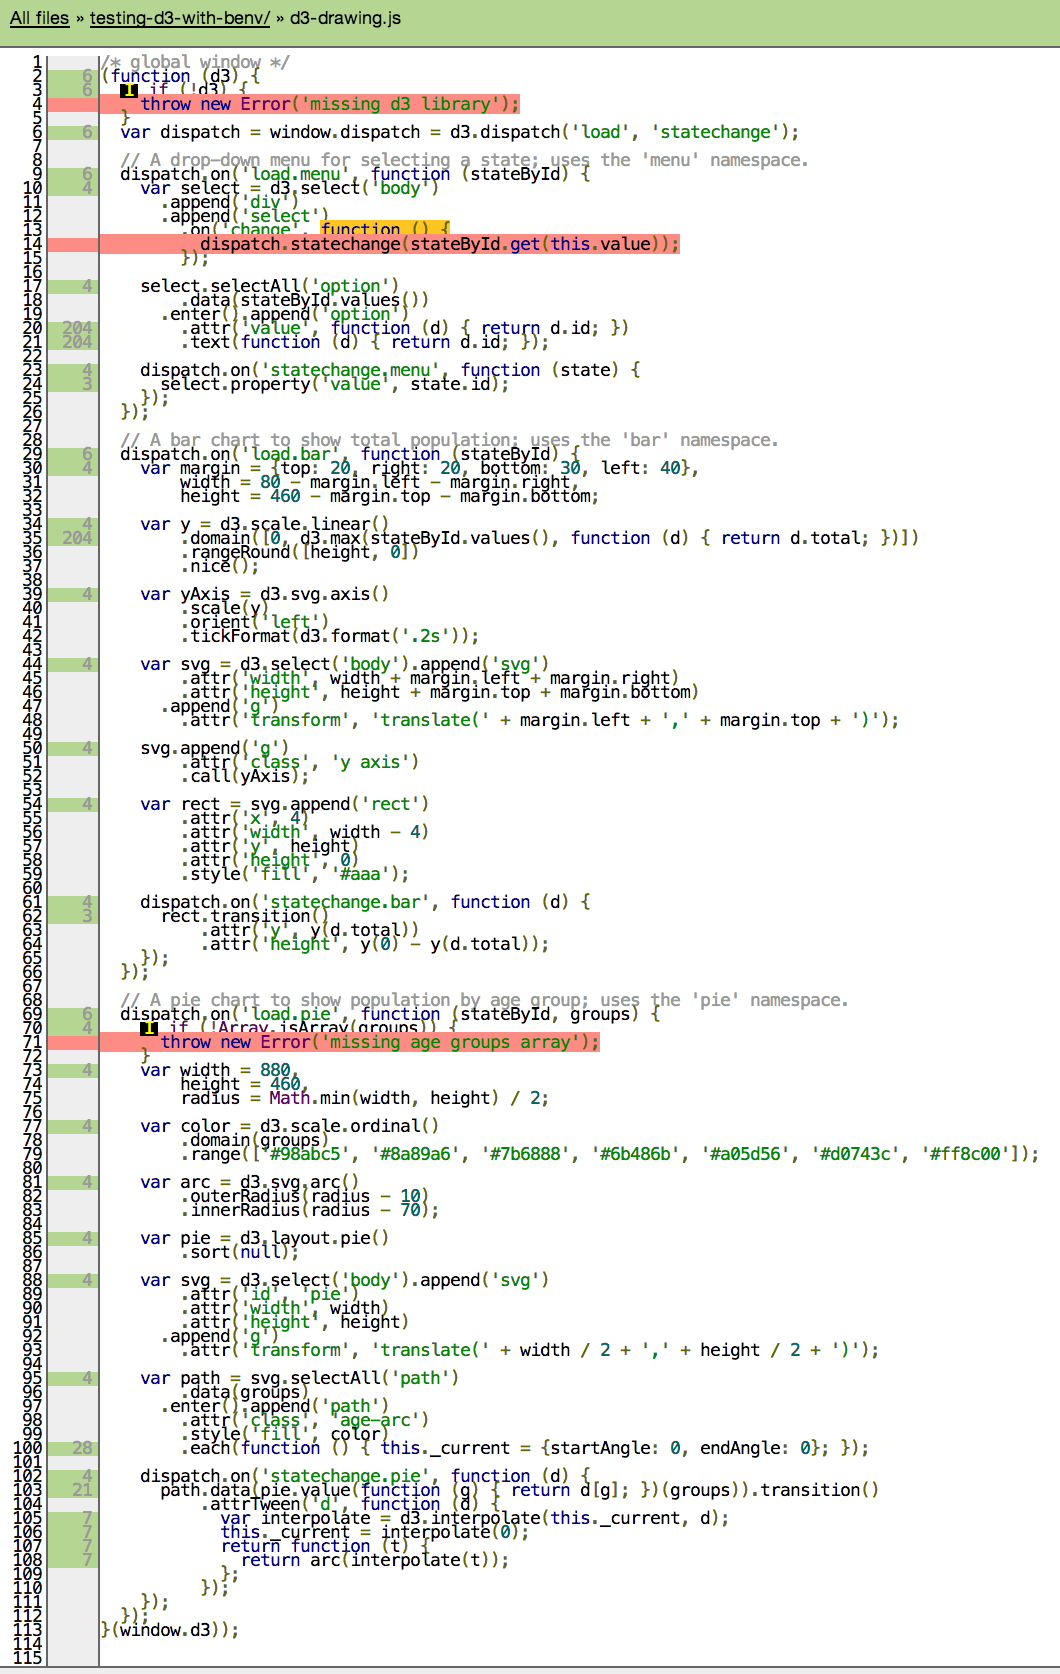 All files » testing-d3-with-benv/ » d3-drawing.js
1 /* global window */
2 6 (function (d3) {
3 6 I if (!d3) {
4 throw new Error('missing d3 library');
5 }
6 6 var dispatch = window.dispatch = d3.dispatch('load', 'statechange');
7
8 // A drop-down menu for selecting a state; uses the 'menu' namespace.
9 6 dispatch.on('load.menu', function (stateById) {
10 4 var select = d3.select('body')
11 .append('div')
12 .append('select')
13 .on('change', function () {
14 dispatch.statechange(stateById.get(this.value));
15 });
16
17 4 select.selectAll('option')
18 .data(stateById.values())
19 .enter().append('option')
20 204 .attr('value', function (d) { return d.id; })
21 204 .text(function (d) { return d.id; });
22
23 4 dispatch.on('statechange.menu', function (state) {
24 3 select.property('value', state.id);
25 });
26 });
27
28 // A bar chart to show total population; uses the 'bar' namespace.
29 6 dispatch.on('load.bar', function (stateById) {
30 4 var margin = {top: 20, right: 20, bottom: 30, left: 40},
31 width = 80 - margin.left - margin.right,
32 height = 460 - margin.top - margin.bottom;
33
34 4 var y = d3.scale.linear()
35 204 .domain([0, d3.max(stateById.values(), function (d) { return d.total; })])
36 .rangeRound([height, 0])
37 .nice();
38
39 4 var yAxis = d3.svg.axis()
40 .scale(y)
41 .orient('left')
42 .tickFormat(d3.format('.2s'));
43
44 4 var svg = d3.select('body').append('svg')
45 .attr('width', width + margin.left + margin.right)
46 .attr('height', height + margin.top + margin.bottom)
47 .append('g')
48 .attr('transform', 'translate(' + margin.left + ',' + margin.top + ')');
49
50 4 svg.append('g')
51 .attr('class', 'y axis')
52 .call(yAxis);
53
54 4 var rect = svg.append('rect')
55 .attr('x', 4)
56 .attr('width', width - 4)
57 .attr('y', height)
58 .attr('height', 0)
59 .style('fill', '#aaa');
60
61 4 dispatch.on('statechange.bar', function (d) {
62 3 rect.transition()
63 .attr('y', y(d.total))
64 .attr('height', y(0) - y(d.total));
65 });
66 });
67
68 // A pie chart to show population by age group; uses the 'pie' namespace.
69 6 dispatch.on('load.pie', function (stateById, groups) {
70 4 I if (!Array.isArray(groups)) {
71 throw new Error('missing age groups array');
72 }
73 4 var width = 880,
74 height = 460,
75 radius = Math.min(width, height) / 2;
76
77 4 var color = d3.scale.ordinal()
78 .domain(groups)
79 .range(['#98abc5', '#8a89a6', '#7b6888', '#6b486b', '#a05d56', '#d0743c', '#ff8c00']);
80
81 4 var arc = d3.svg.arc()
82 .outerRadius(radius - 10)
83 .innerRadius(radius - 70);
84
85 4 var pie = d3.layout.pie()
86 .sort(null);
87
88 4 var svg = d3.select('body').append('svg')
89 .attr('id', 'pie')
90 .attr('width', width)
91 .attr('height', height)
92 .append('g')
93 .attr('transform', 'translate(' + width / 2 + ',' + height / 2 + ')');
94
95 4 var path = svg.selectAll('path')
96 .data(groups)
97 .enter().append('path')
98 .attr('class', 'age-arc')
99 .style('fill', color)
100 28 .each(function () { this._current = {startAngle: 0, endAngle: 0}; });
101
102 4 dispatch.on('statechange.pie', function (d) {
103 21 path.data(pie.value(function (g) { return d[g]; })(groups)).transition()
104 .attrTween('d', function (d) {
105 7 var interpolate = d3.interpolate(this._current, d);
106 7 this._current = interpolate(0);
107 7 return function (t) {
108 7 return arc(interpolate(t));
109 };
110 });
111 });
112 });
113 }(window.d3));
114
115